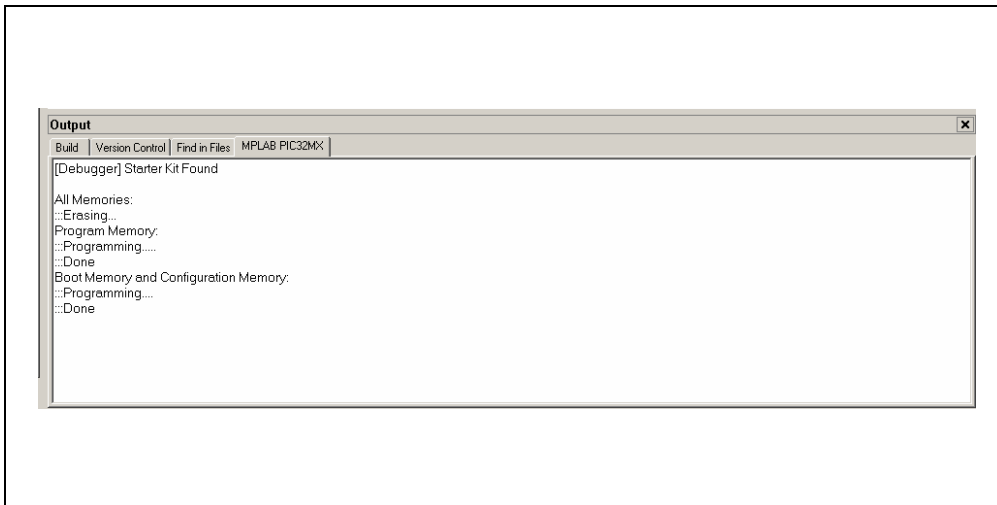 Output
Build Version Control Find in Files MPLAB PIC32MX
[Debugger] Starter Kit Found
All Memories:
:::Erasing...
Program Memory:
:::Programming.....
:::Done
Boot Memory and Configuration Memory:
:::Programming....
:::Done